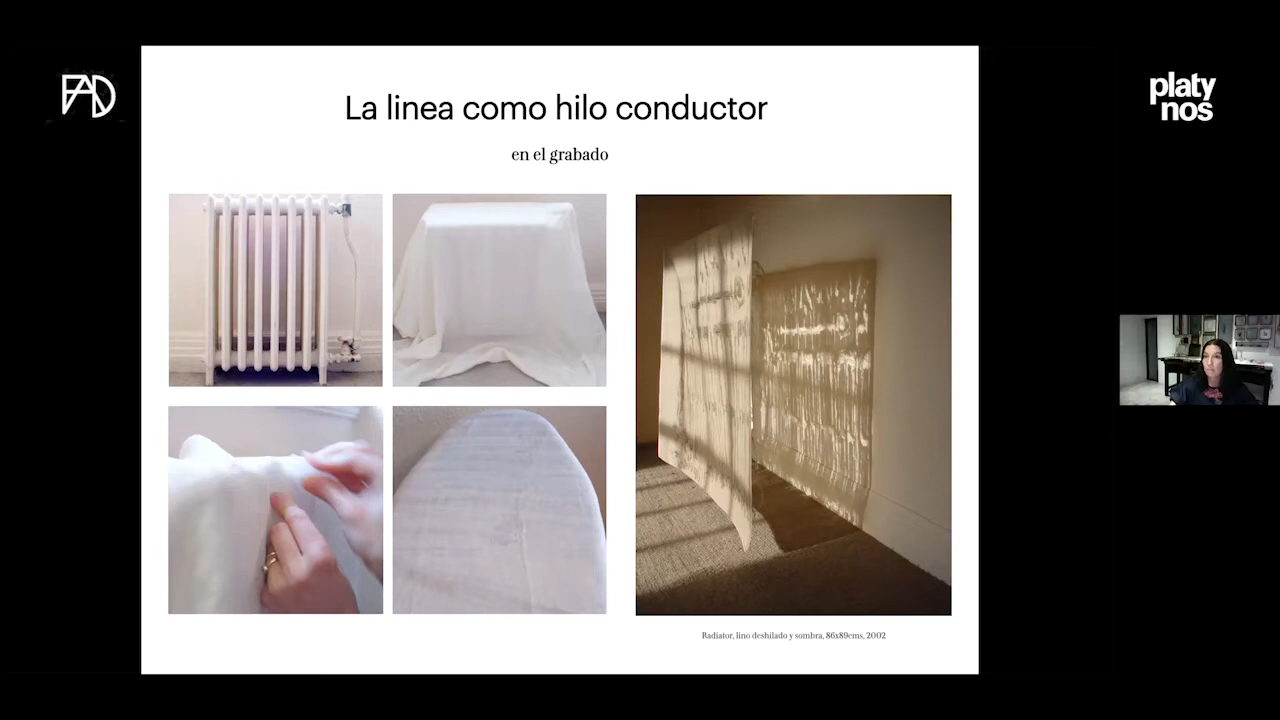 FAD
platy
nos
La linea como hilo conductor
en el grabado
Radiator, lino deshilado y sombra, 86x89cms, 2002